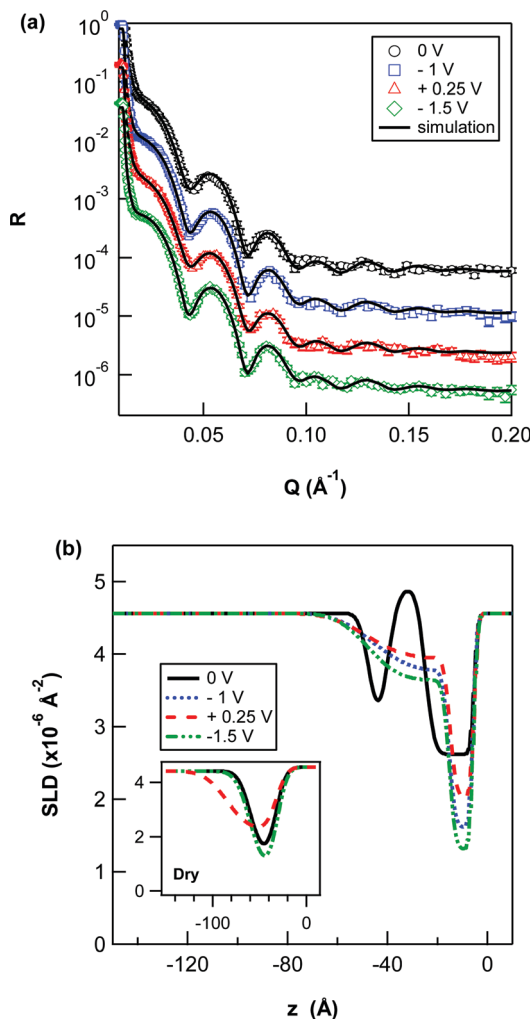 (a)
10^0
10^-1
10^-2
10^-3
10^-4
10^-5
10^-6
R
0 V
- 1 V
+ 0.25 V
- 1.5 V
simulation
0.05 0.10 0.15 0.20
Q (Å^-1)
(b)
5
4
3
2
1
0
SLD (x10^-6 Å^-2)
0 V
- 1 V
+ 0.25 V
-1.5 V
4
2
0
Dry
-100 0
-120 -80 -40 0
z (Å)